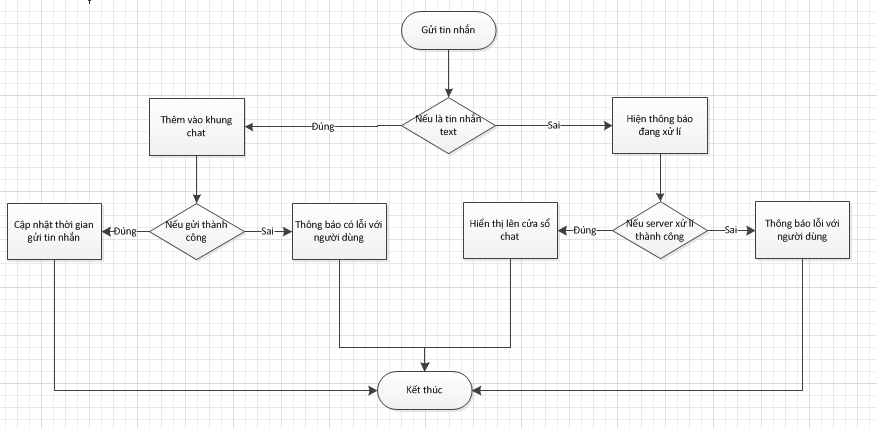 Gửi tin nhắn
Nếu là tin nhắn
text
Đúng
Sai
Thêm vào khung
chat
Hiện thông báo
đang xử lí
Cập nhật thời gian
gửi tin nhắn
Đúng
Nếu gửi thành
công
Sai
Thông báo có lỗi với
người dùng
Hiển thị lên cửa sổ
chat
Đúng
Nếu server xử lí
thành công
Sai
Thông báo lỗi với
người dùng
Kết thúc